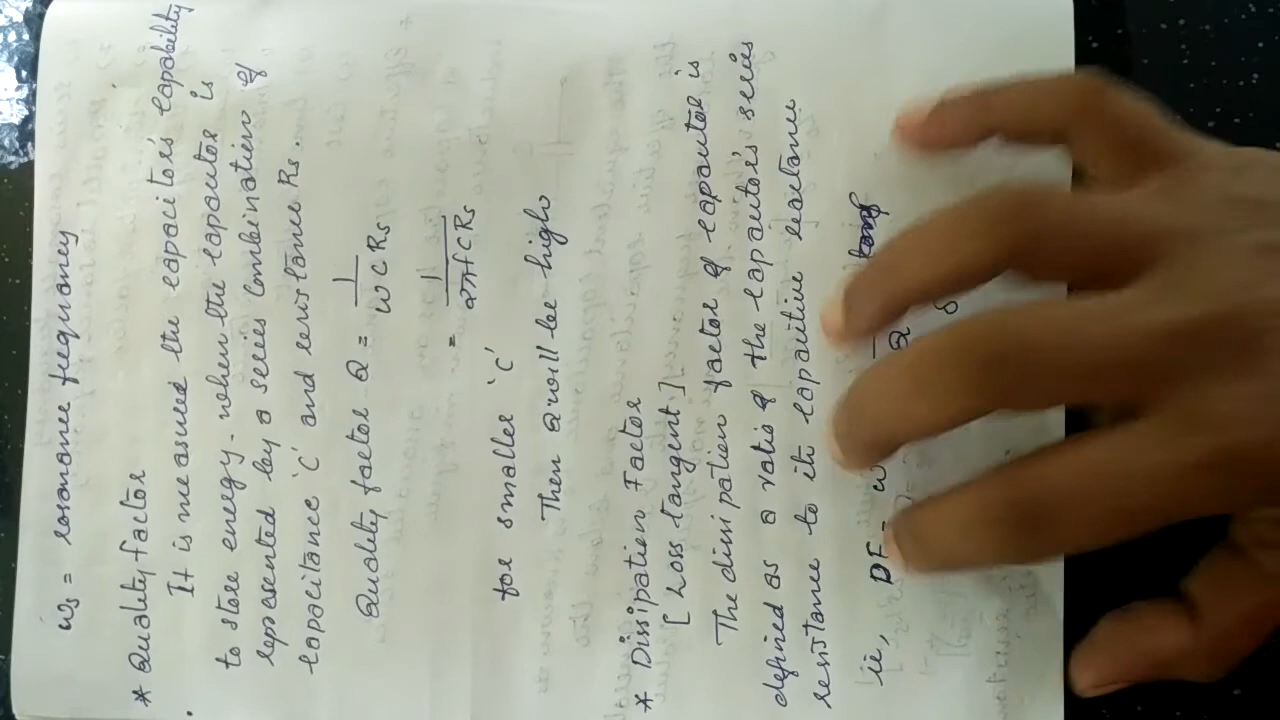 ωs = resonance frequency
* Quality factor
It is measured the capacitor's capability
to store energy. when the capacitor is
represented by a series combination of
capacitance 'C' and resistance Rs.
Quality factor Q = 1/ωCRs
= 1/2πfCRs
for smaller 'C'
Then Q will be high
* Dissipation Factor
[Loss tangent]
The dissipation factor of capacitor is
defined as a ratio of the capacitor's series
resistance to its capacitive reactance
ie, DF = ω
Q